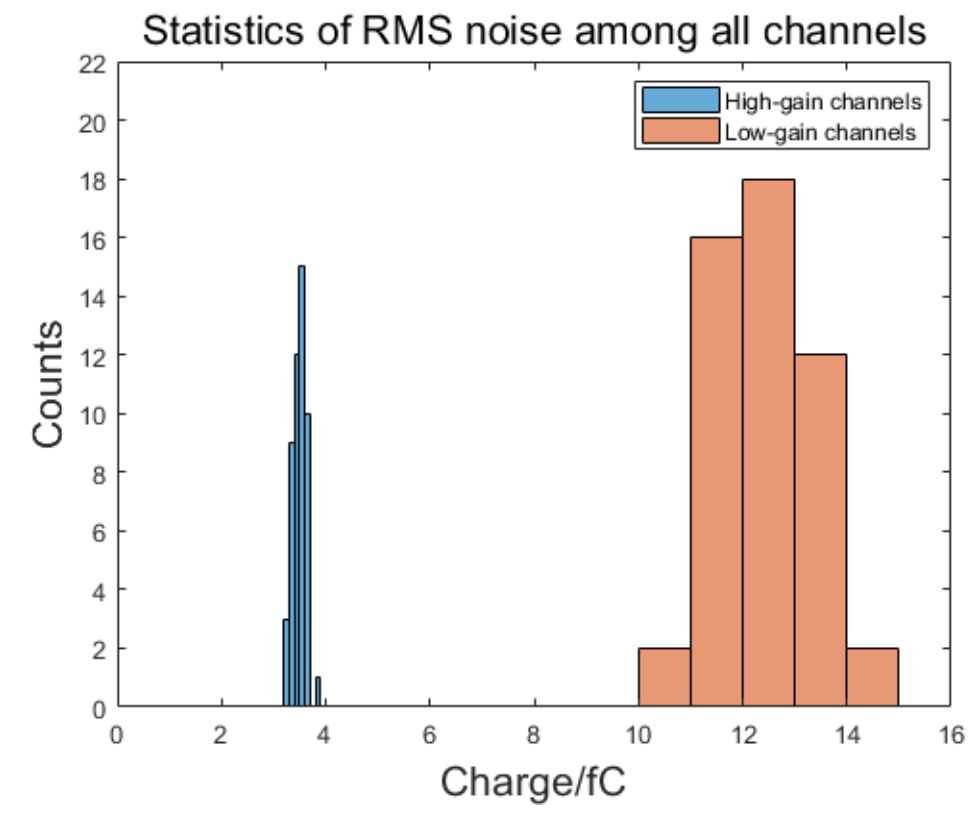 Statistics of RMS noise among all channels
High-gain channels
Low-gain channels
22
20
18
16
14
12
10
8
6
4
2
0
Counts
0 2 4 6 8 10 12 14 16
Charge/fC